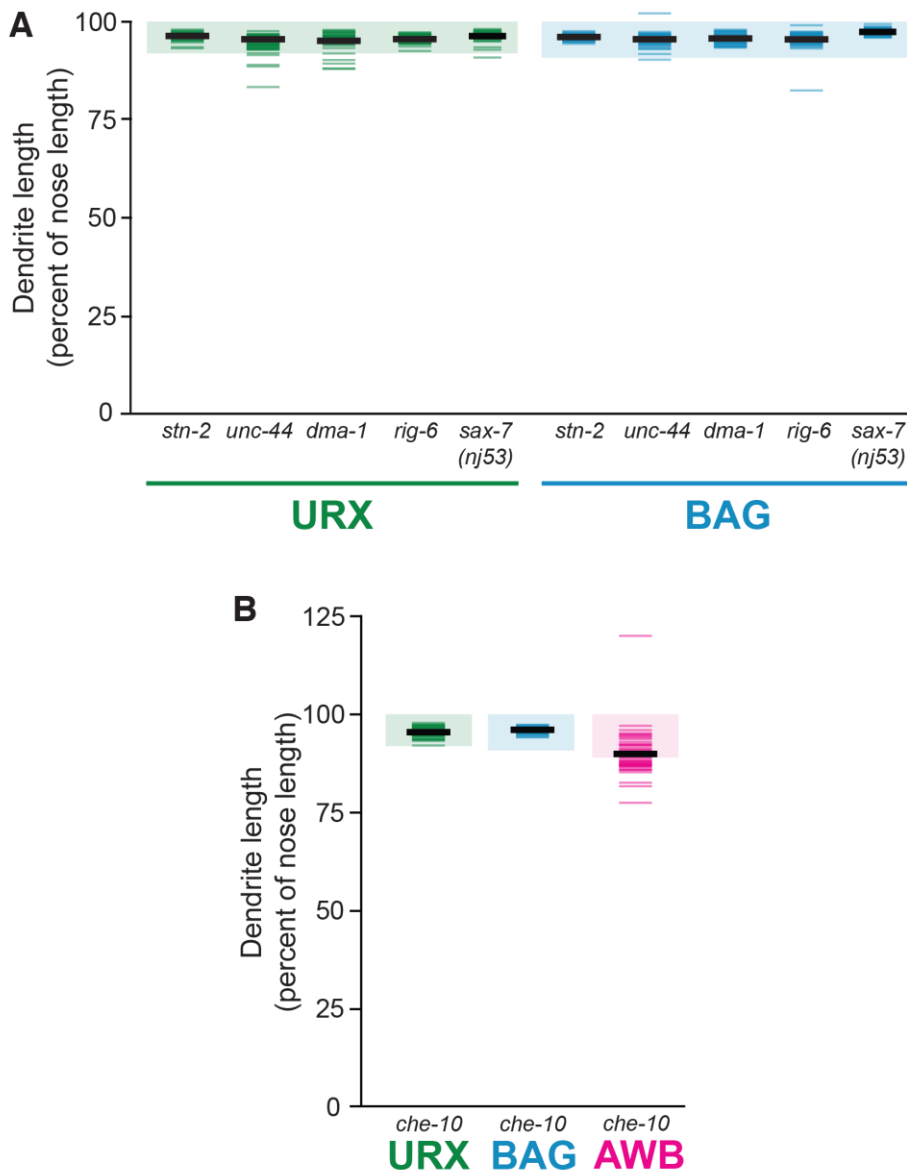 A
Dendrite length
(percent of nose length)
100
75
50
25
0
stn-2 unc-44 dma-1 rig-6 sax-7 (nj53) stn-2 unc-44 dma-1 rig-6 sax-7 (nj53)
URX BAG
B
Dendrite length
(percent of nose length)
125
100
75
50
25
0
che-10 che-10 che-10
URX BAG AWB